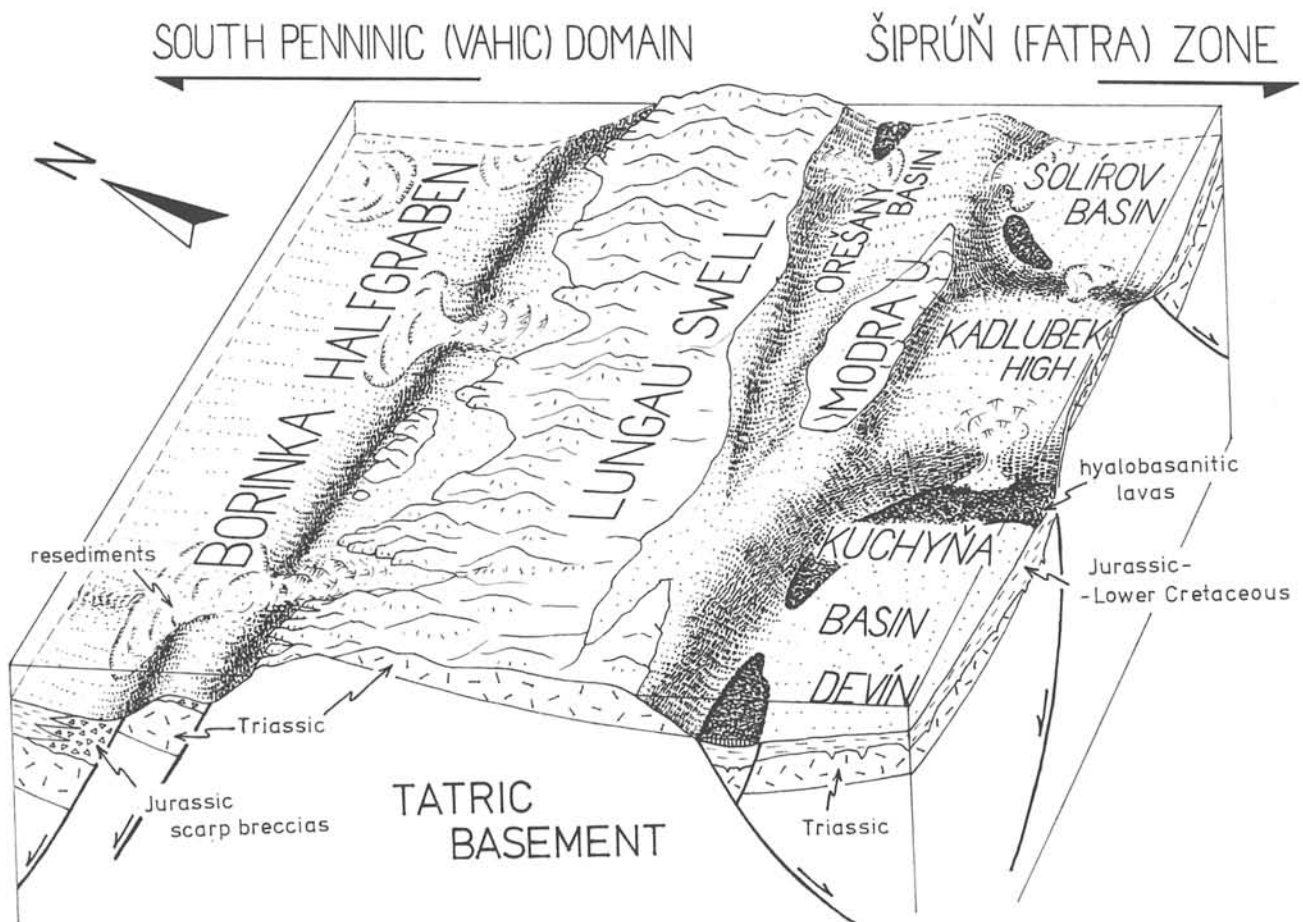 SOUTH PENNINIC (VAHIC) DOMAIN
ŠIPRÚŇ (FATRA) ZONE
N
BORINKA HALFGRABEN
LUNGAU SWELL
OREŠANY
BASIN
SOLÍROV
BASIN
MODRA U
KADLUBEK
HIGH
hyalobasanitic
lavas
KUCHYŇA
BASIN
DEVÍN
Jurassic-
-Lower Cretaceous
resediments
Triassic
Jurassic
scarp breccias
TATRIC
BASEMENT
Triassic